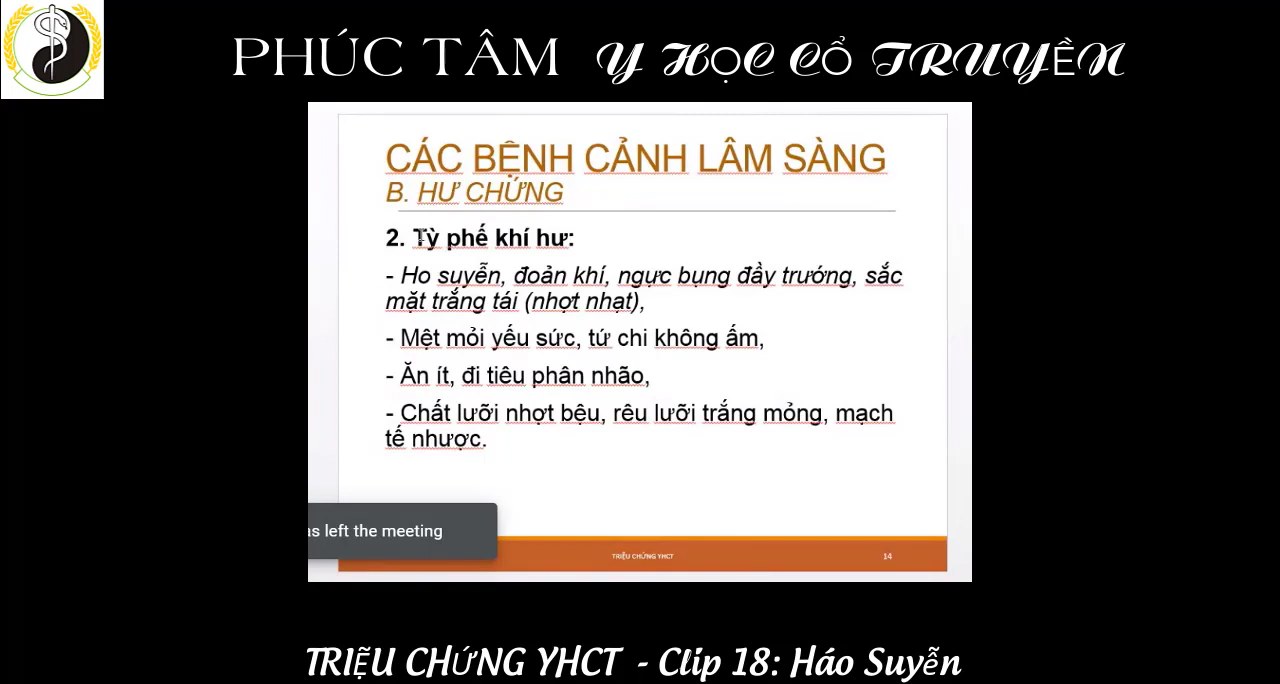 PHÚC TÂM Y HỌC CỔ TRUYỀN
CÁC BỆNH CẢNH LÂM SÀNG
B. HƯ CHỨNG
2. Tỳ phế khí hư:
- Ho suyễn, đoản khí, ngực bụng đầy trướng, sắc
mặt trắng tái (nhợt nhạt),
- Mệt mỏi yếu sức, tứ chi không ấm,
- Ăn ít, đi tiêu phân nhão,
- Chất lưỡi nhợt bệu, rêu lưỡi trắng mỏng, mạch
tế nhược.
as left the meeting
TRIỆU CHỨNG YHCT 14
TRIỆU CHỨNG YHCT - Clip 18: Háo Suyễn